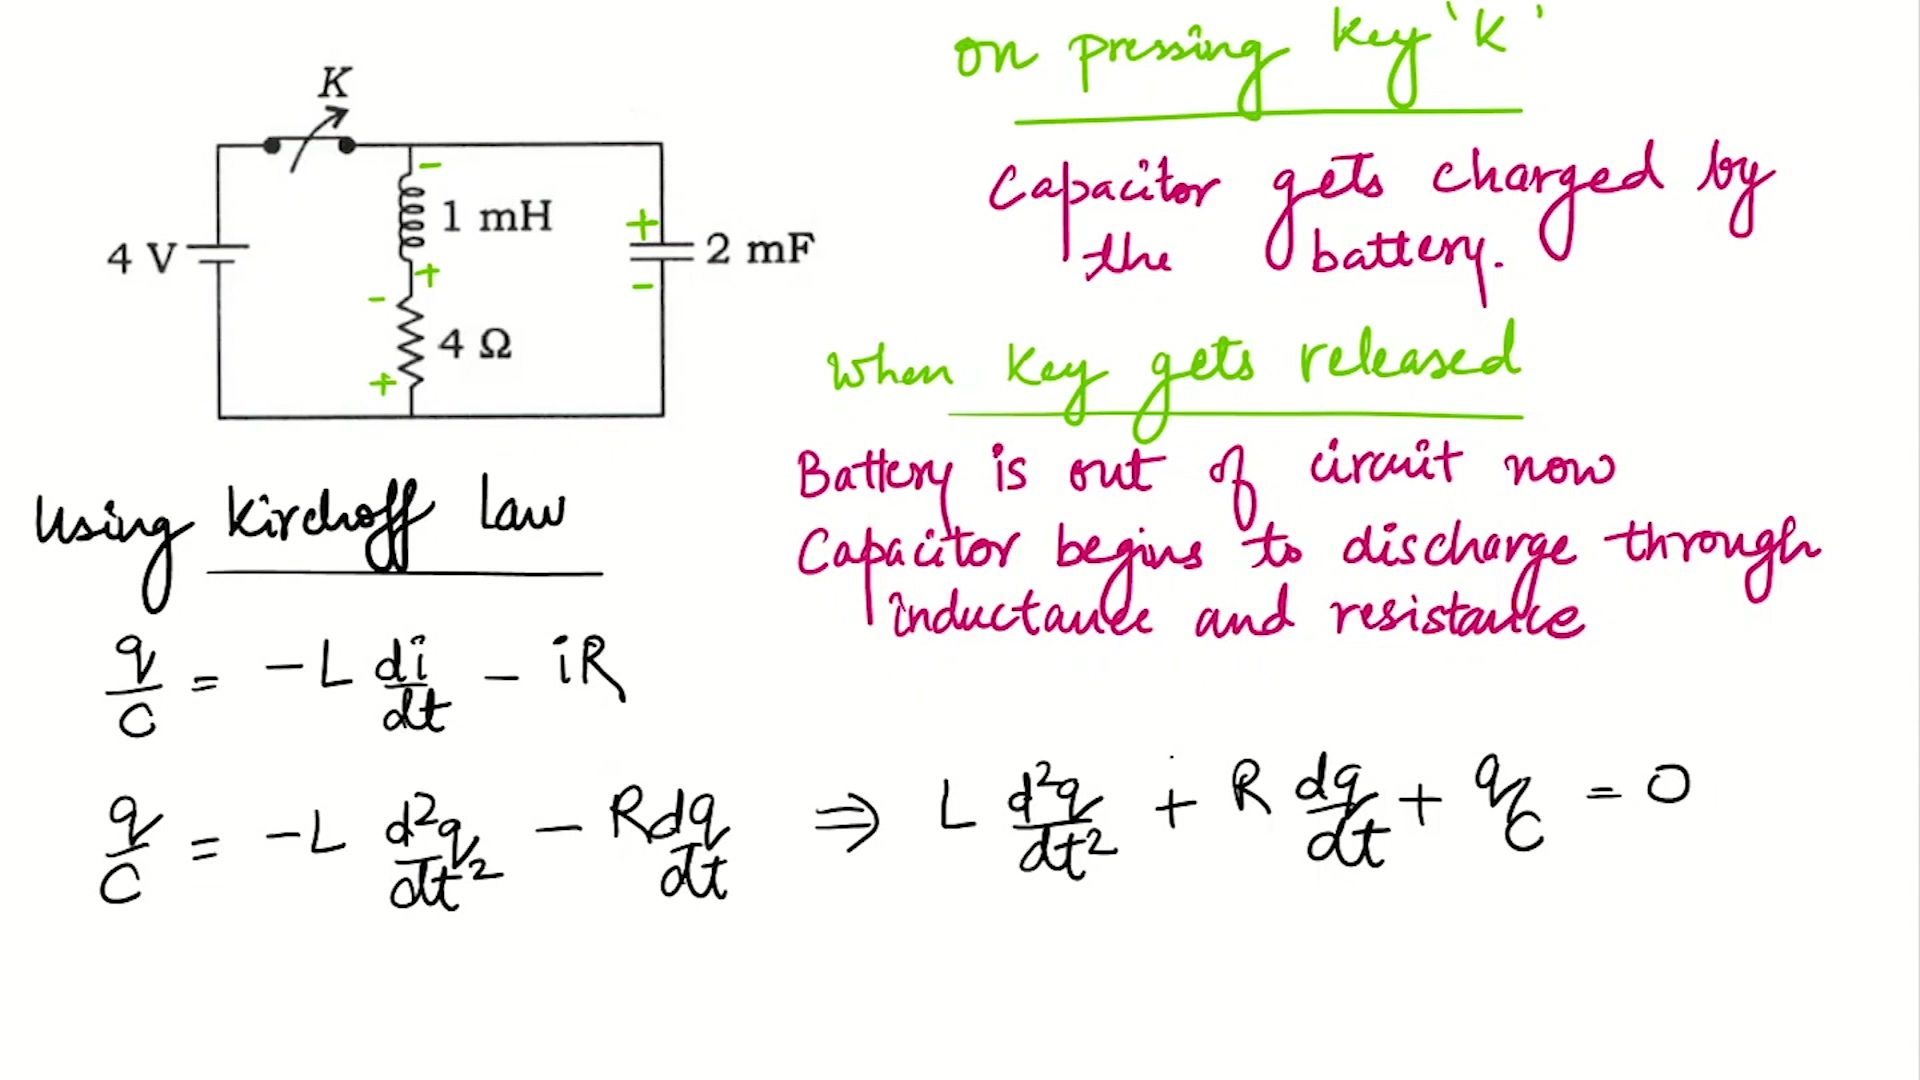 on pressing key 'K'
K
Capacitor gets charged by
the battery.
1 mH
4 V
2 mF
4 Ω
When key gets released
Battery is out of circuit now
Using Kirchoff Law
Capacitor begins to discharge through
inductance and resistance
q/C = -L di/dt - iR
q/C = -L d²q/dt² - R dq/dt ⇒ L d²q/dt² + R dq/dt + q/C = 0